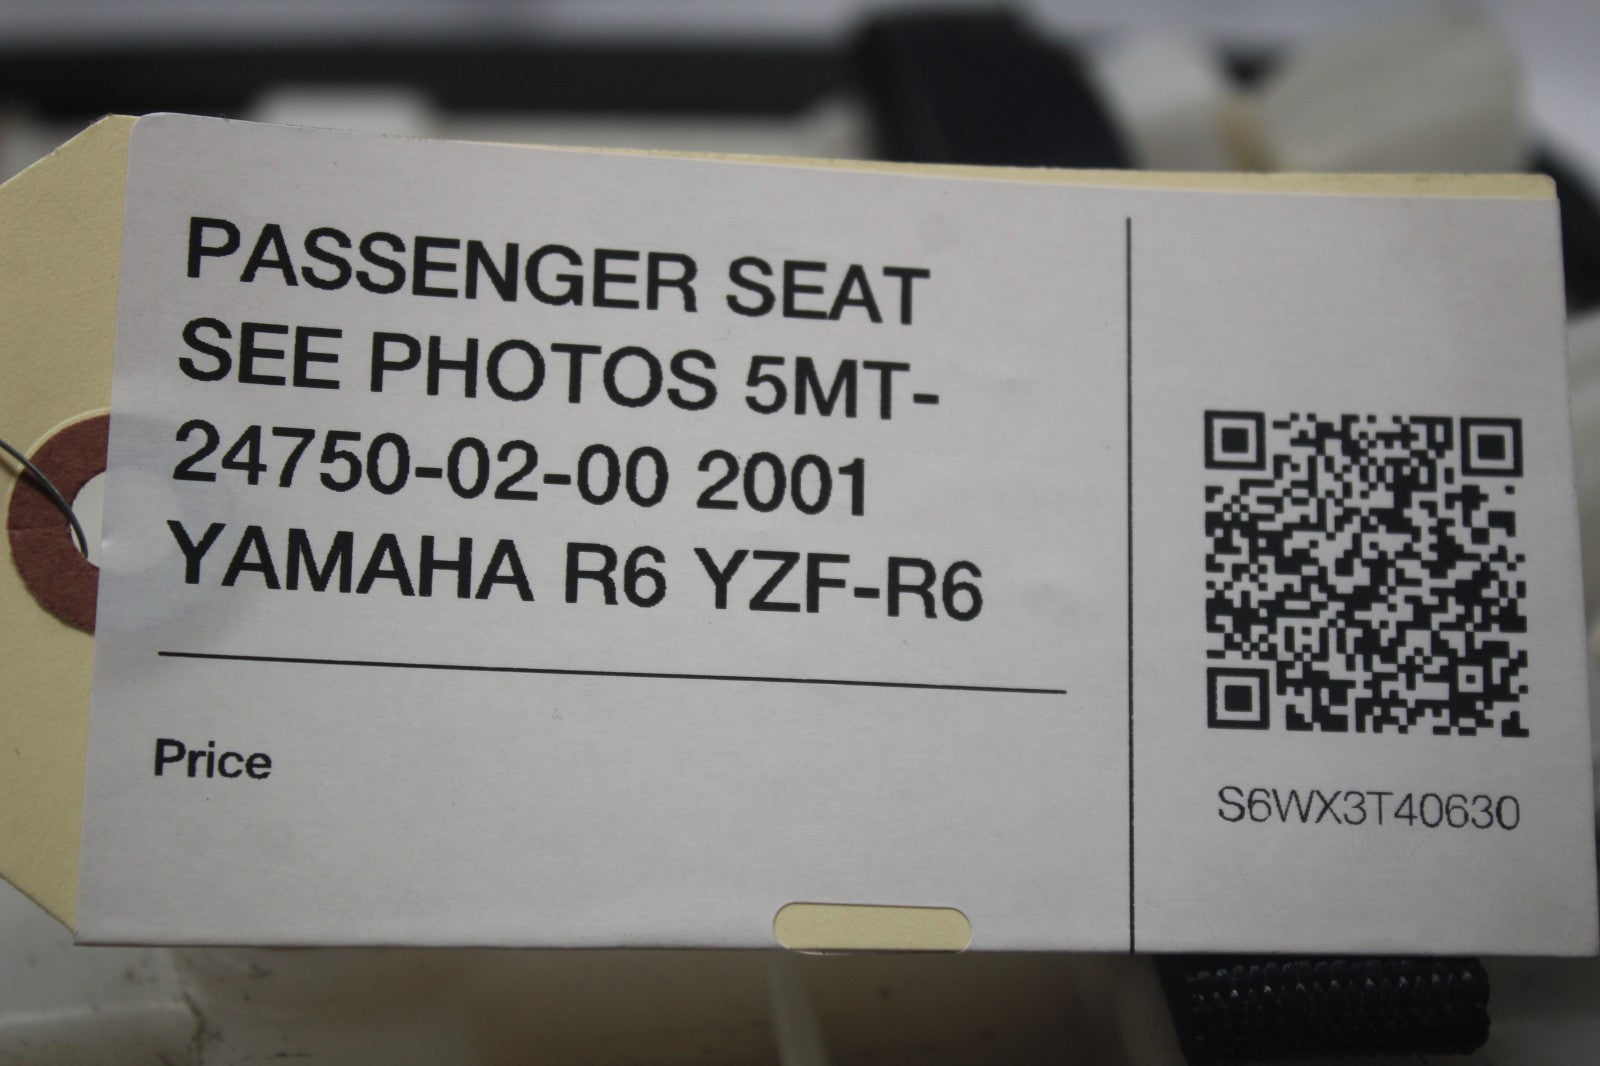 PASSENGER SEAT
SEE PHOTOS 5MT-
24750-02-00 2001
YAMAHA R6 YZF-R6
Price
S6WX3T40630